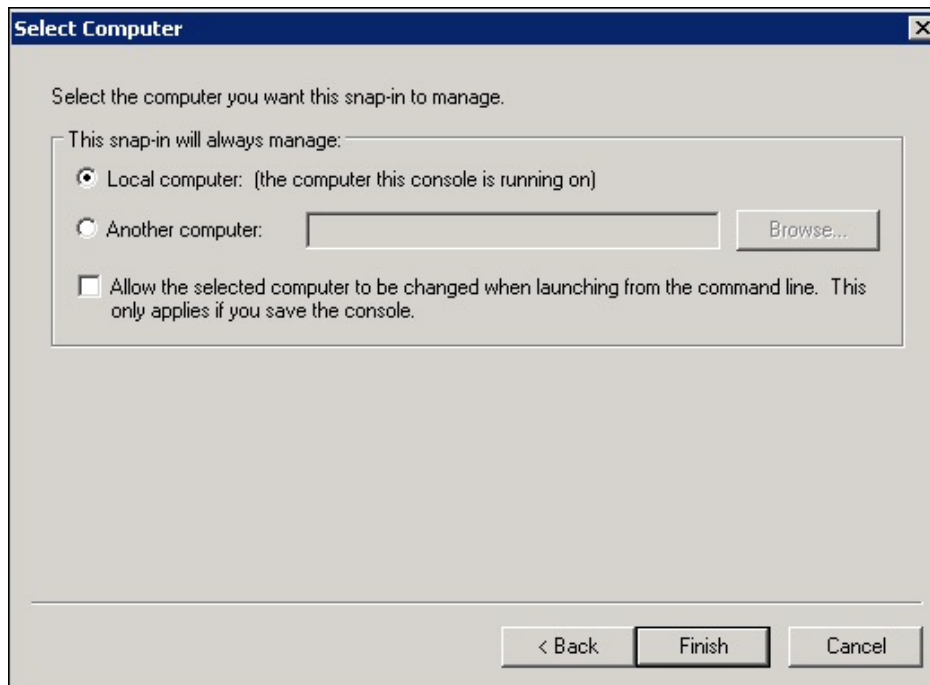 Select Computer
Select the computer you want this snap-in to manage.
This snap-in will always manage:
Local computer: (the computer this console is running on)
Another computer:
Browse...
Allow the selected computer to be changed when launching from the command line. This
only applies if you save the console.
< Back
Finish
Cancel